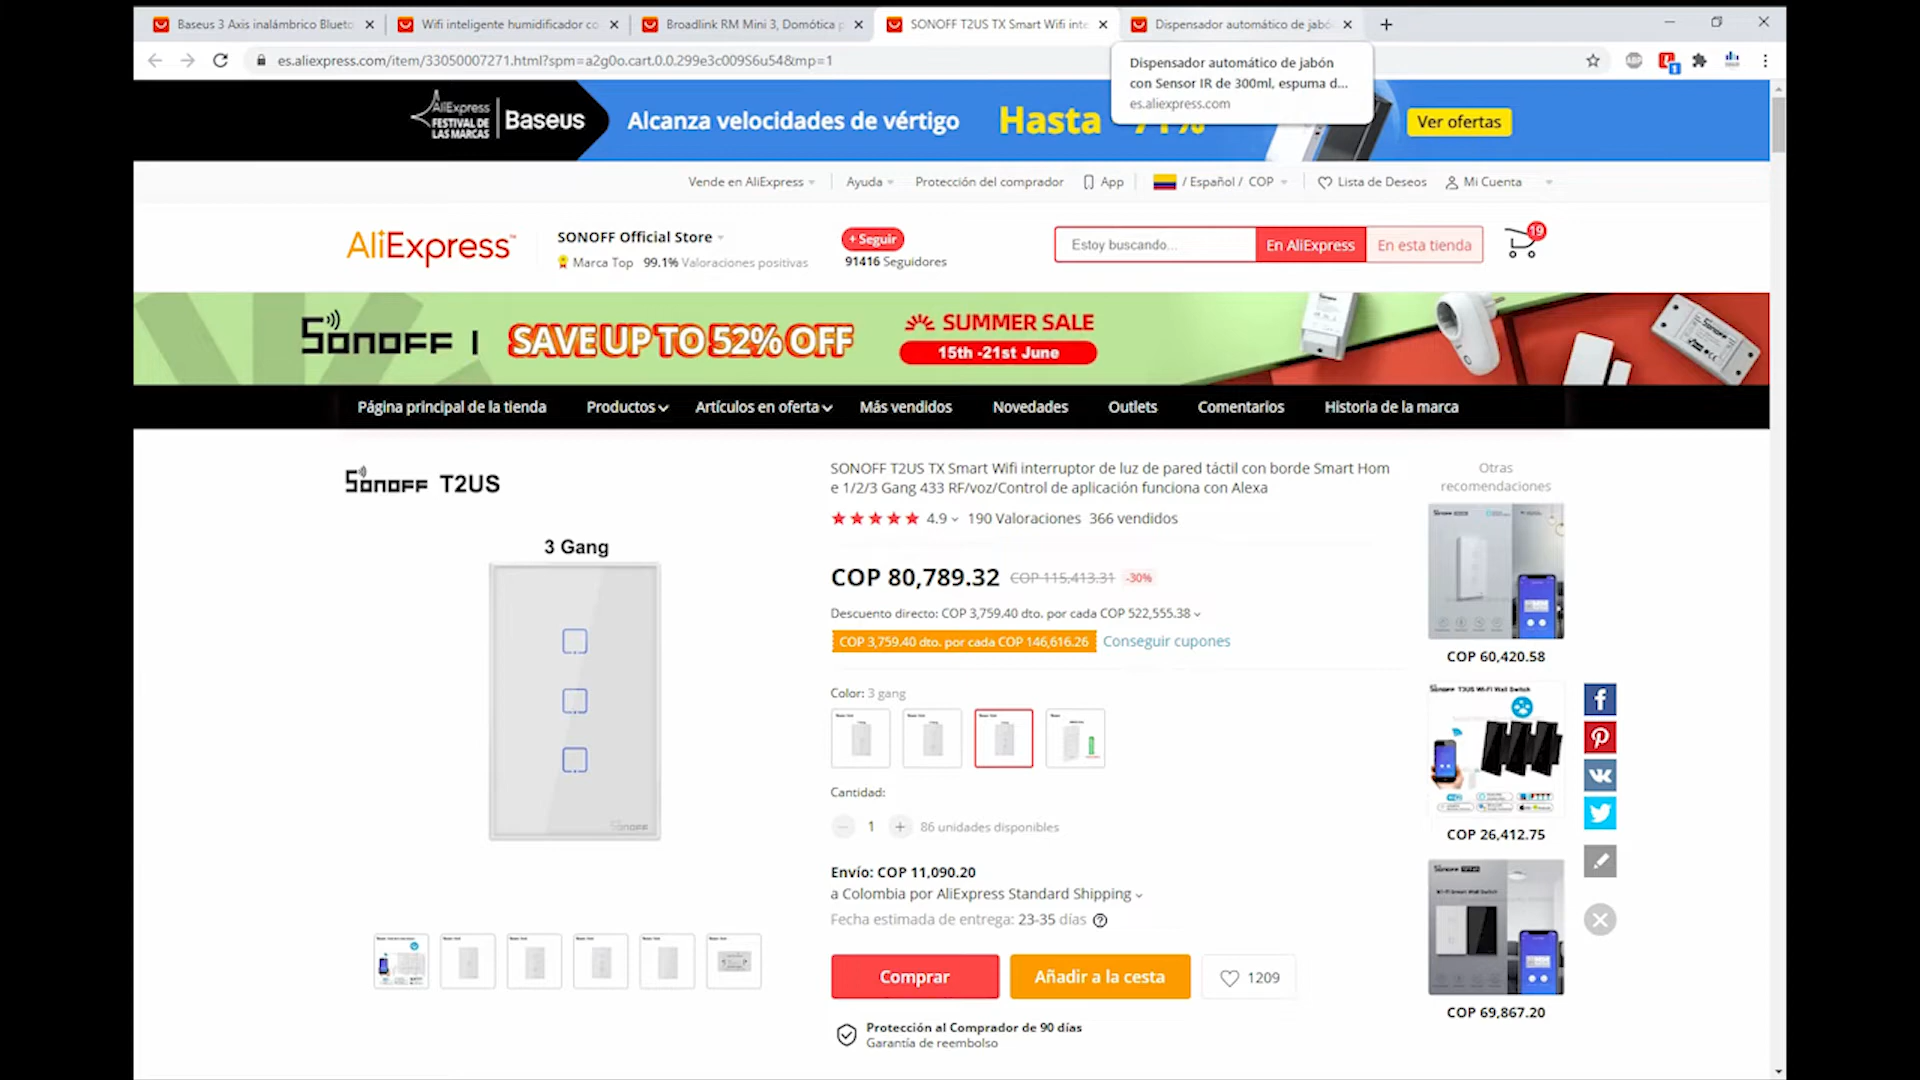 Baseus 3 Axis inalámbrico Blueto
Wifi inteligente humidificador co
Broadlink RM Mini 3, Domótica p
SONOFF T2US TX Smart Wifi inte
Dispensador automático de jabó
es.aliexpress.com/item/33050007271.html?spm=a2g0o.cart.0.0.299e3c009S6u54&mp=1
Dispensador automático de jabón
con Sensor IR de 300ml, espuma d...
es.aliexpress.com
AliExpress
FESTIVAL DE
LAS MARCAS
Baseus
Alcanza velocidades de vértigo
Hasta
Ver ofertas
Vende en AliExpress
Ayuda
Protección del comprador
App
/ Español / COP
Lista de Deseos
Mi Cuenta
AliExpress
SONOFF Official Store
Marca Top 99.1% Valoraciones positivas
+ Seguir
91416 Seguidores
Estoy buscando...
En AliExpress
En esta tienda
19
SONOFF
SAVE UP TO 52% OFF
SUMMER SALE
15th -21st June
Página principal de la tienda
Productos
Artículos en oferta
Más vendidos
Novedades
Outlets
Comentarios
Historia de la marca
SONOFF T2US
3 Gang
SONOFF
SONOFF T2US TX Smart Wifi interruptor de luz de pared táctil con borde Smart Hom
e 1/2/3 Gang 433 RF/voz/Control de aplicación funciona con Alexa
4.9 190 Valoraciones 366 vendidos
COP 80,789.32 COP 115,413.31 -30%
Descuento directo: COP 3,759.40 dto. por cada COP 522,555.38
COP 3,759.40 dto. por cada COP 146,616.26 Conseguir cupones
Color: 3 gang
Cantidad:
1
86 unidades disponibles
Envío: COP 11,090.20
a Colombia por AliExpress Standard Shipping
Fecha estimada de entrega: 23-35 días
Comprar
Añadir a la cesta
1209
Protección al Comprador de 90 días
Garantía de reembolso
Otras
recomendaciones
COP 60,420.58
SONOFF T3US Wi-Fi Wall Switch
COP 26,412.75
Wi-Fi Smart Wall Switch
COP 69,867.20